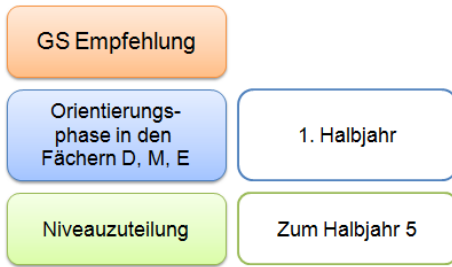 GS Empfehlung
Orientierungs-
phase in den
Fächern D, M, E
1. Halbjahr
Niveauzuteilung
Zum Halbjahr 5